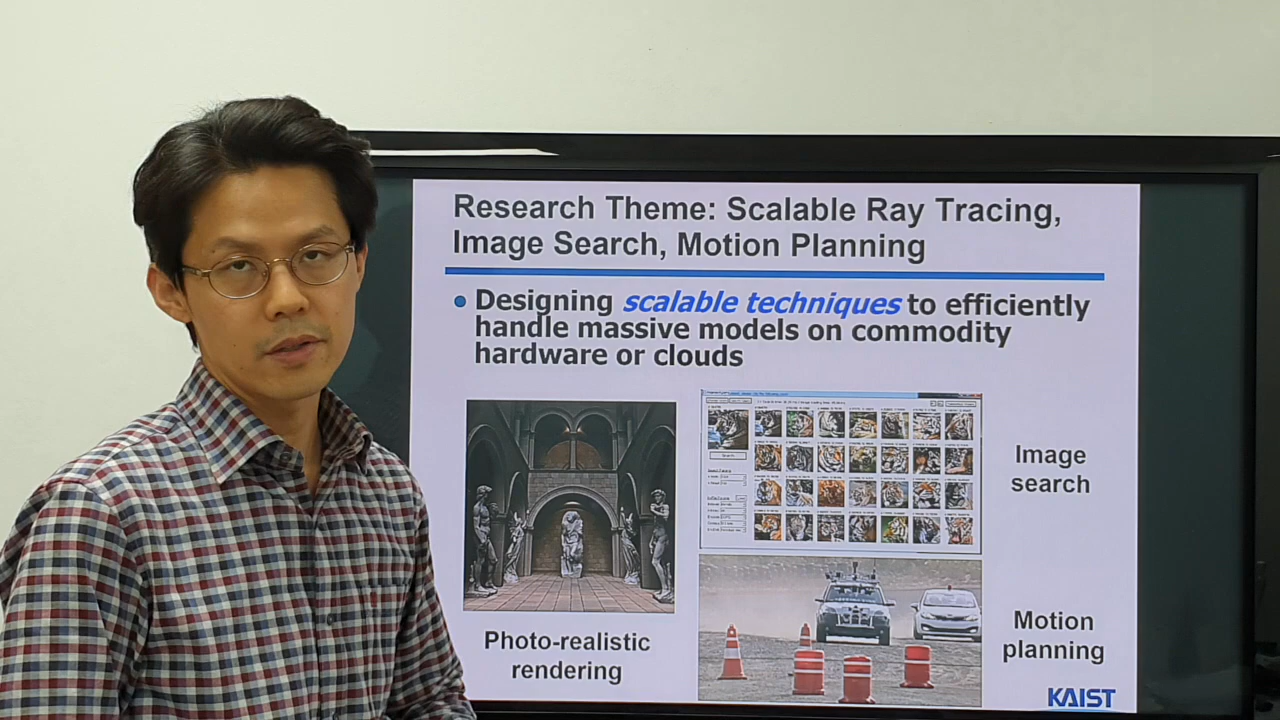 Research Theme: Scalable Ray Tracing,
Image Search, Motion Planning
Designing scalable techniques to efficiently
handle massive models on commodity
hardware or clouds
Image
search
Photo-realistic
rendering
Motion
planning
KAIST